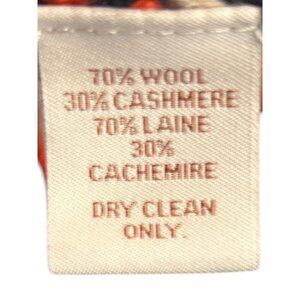 70% WOOL
30% CASHMERE
70% LAINE
30%
CACHEMIRE
DRY CLEAN
ONLY.